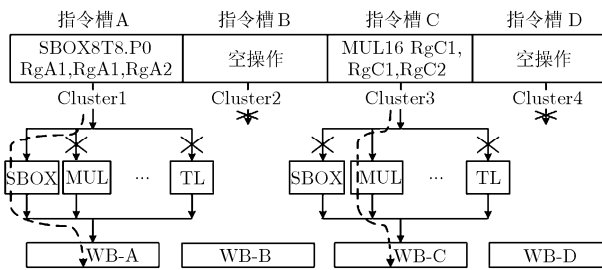 指令槽A 指令槽B 指令槽C 指令槽D
SBOX8T8.P0 空操作 MUL16 RgC1, 空操作
RgA1,RgA1,RgA2 RgC1,RgC2
Cluster1 Cluster2 Cluster3 Cluster4
SBOX MUL ··· TL SBOX MUL ··· TL
WB-A WB-B WB-C WB-D